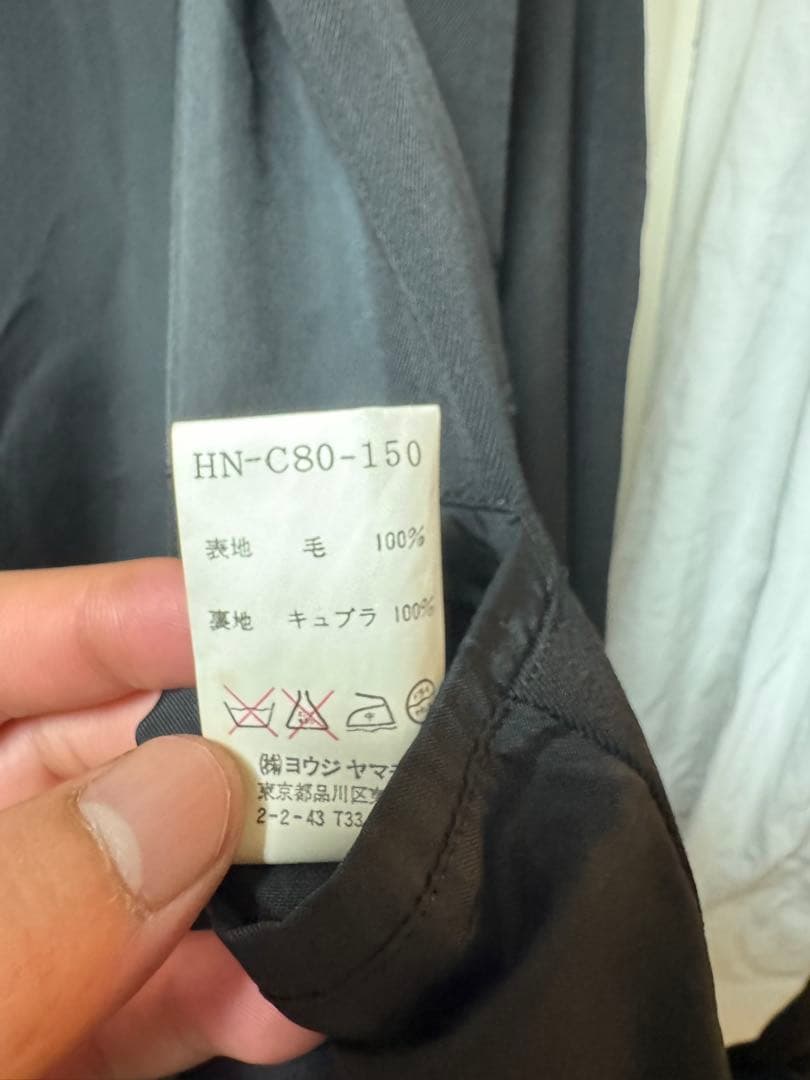 HN-C80-150
表地 毛 100%
裏地 キュプラ 100%
中
(株)ヨウジ ヤマ
東京都品川区
2-2-43 T33